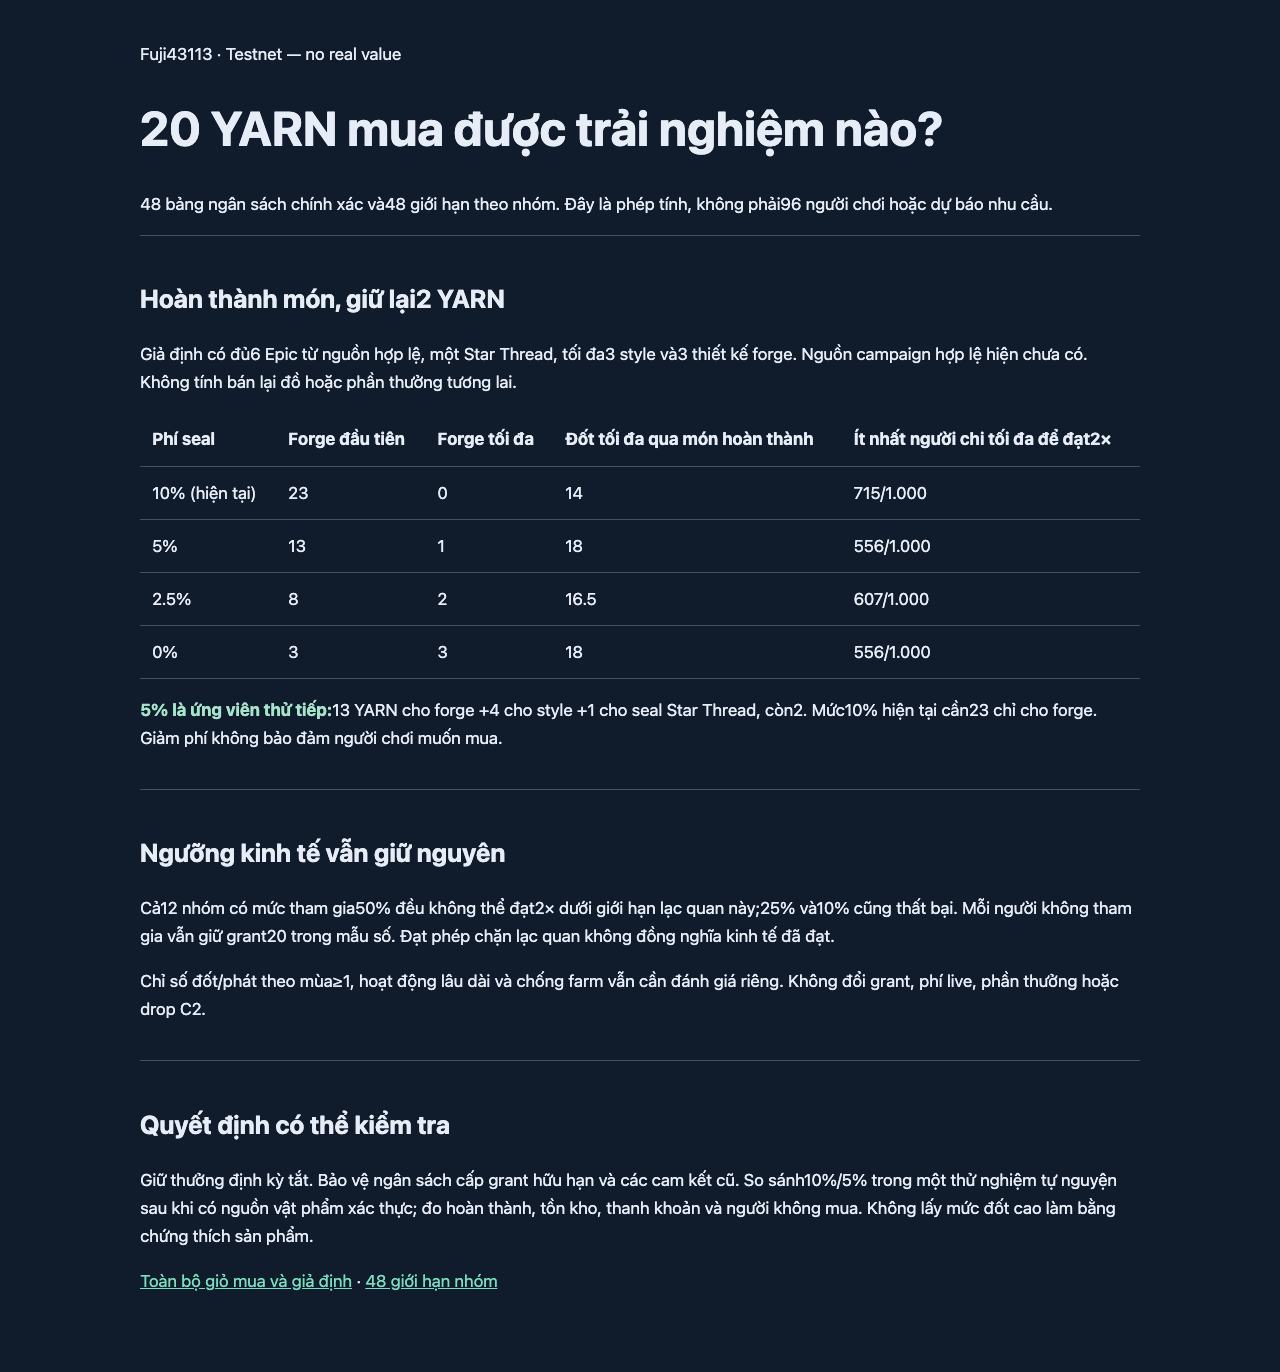 Fuji43113 · Testnet — no real value
20 YARN mua được trải nghiệm nào?
48 bảng ngân sách chính xác và48 giới hạn theo nhóm. Đây là phép tính, không phải96 người chơi hoặc dự báo nhu cầu.
Hoàn thành món, giữ lại2 YARN
Giả định có đủ6 Epic từ nguồn hợp lệ, một Star Thread, tối đa3 style và3 thiết kế forge. Nguồn campaign hợp lệ hiện chưa có.
Không tính bán lại đồ hoặc phần thưởng tương lai.
Phí seal Forge đầu tiên Forge tối đa Đốt tối đa qua món hoàn thành Ít nhất người chi tối đa để đạt2×
10% (hiện tại) 23 0 14 715/1.000
5% 13 1 18 556/1.000
2.5% 8 2 16.5 607/1.000
0% 3 3 18 556/1.000
5% là ứng viên thử tiếp:13 YARN cho forge +4 cho style +1 cho seal Star Thread, còn2. Mức10% hiện tại cần23 chỉ cho forge.
Giảm phí không bảo đảm người chơi muốn mua.
Ngưỡng kinh tế vẫn giữ nguyên
Cả12 nhóm có mức tham gia50% đều không thể đạt2× dưới giới hạn lạc quan này;25% và10% cũng thất bại. Mỗi người không tham
gia vẫn giữ grant20 trong mẫu số. Đạt phép chặn lạc quan không đồng nghĩa kinh tế đã đạt.
Chỉ số đốt/phát theo mùa≥1, hoạt động lâu dài và chống farm vẫn cần đánh giá riêng. Không đổi grant, phí live, phần thưởng hoặc
drop C2.
Quyết định có thể kiểm tra
Giữ thưởng định kỳ tắt. Bảo vệ ngân sách cấp grant hữu hạn và các cam kết cũ. So sánh10%/5% trong một thử nghiệm tự nguyện
sau khi có nguồn vật phẩm xác thực; đo hoàn thành, tồn kho, thanh khoản và người không mua. Không lấy mức đốt cao làm bằng
chứng thích sản phẩm.
Toàn bộ giỏ mua và giả định · 48 giới hạn nhóm